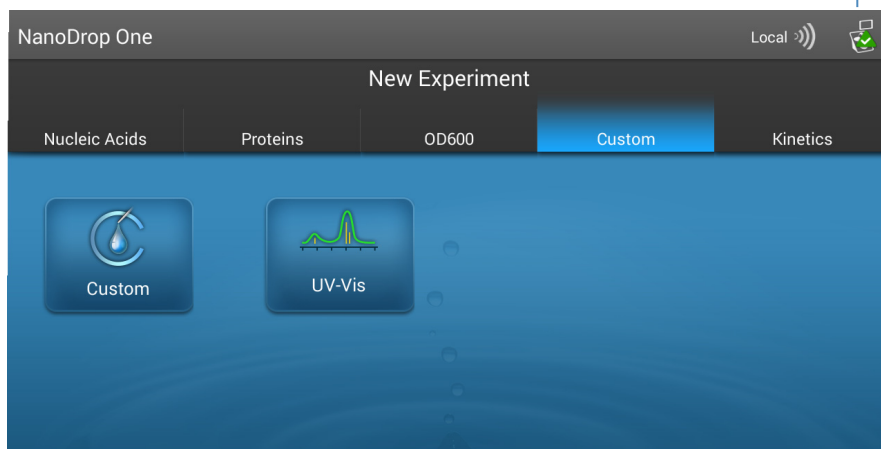 NanoDrop One Local
New Experiment
Nucleic Acids Proteins OD600 Custom Kinetics
Custom UV-Vis